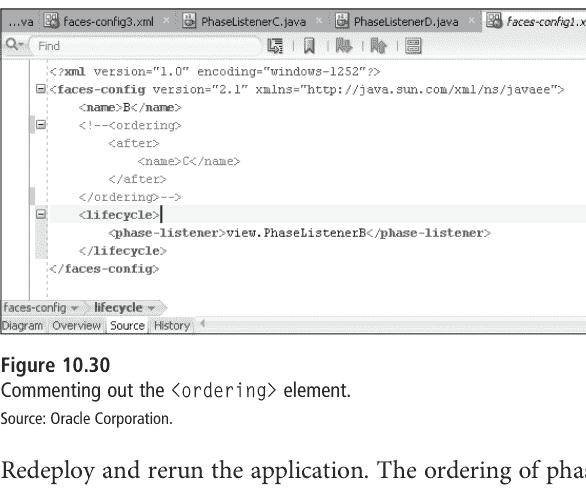 ...va faces-config3.xml PhaseListenerC.java PhaseListenerD.java faces-config1.x
Find
<?xml version="1.0" encoding="windows-1252"?>
<faces-config version="2.1" xmlns="http://java.sun.com/xml/ns/javaee">
<name>B</name>
<!--<ordering>
<after>
<name>C</name>
</after>
</ordering>-->
<lifecycle>
<phase-listener>view.PhaseListenerB</phase-listener>
</lifecycle>
</faces-config>
faces-config lifecycle
Diagram Overview Source History
Figure 10.30
Commenting out the <ordering> element.
Source: Oracle Corporation.
Redeploy and rerun the application. The ordering of phas